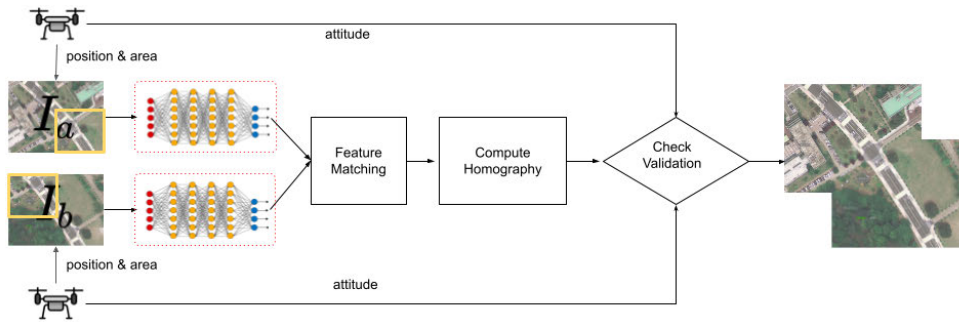 attitude
position & area
I_a
Feature
Matching
Compute
Homography
Check
Validation
I_b
position & area
attitude